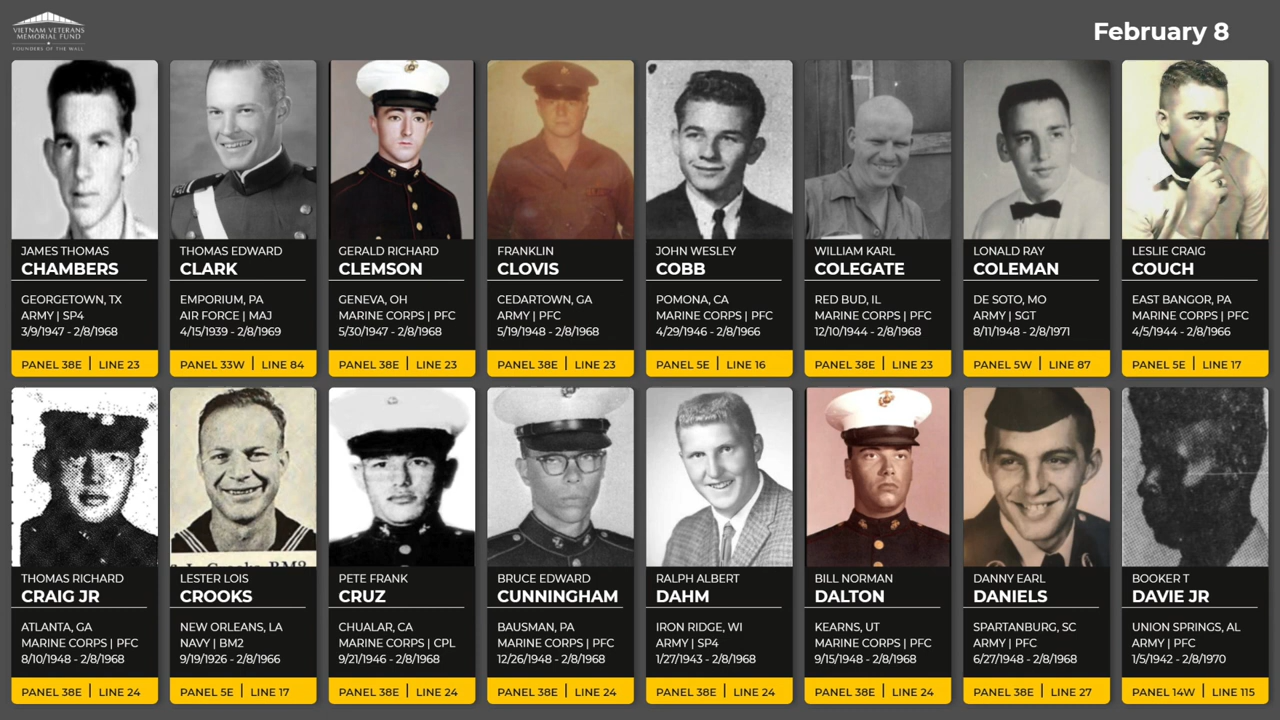 VIETNAM VETERANS
MEMORIAL FUND
FOUNDERS OF THE WALL
February 8
JAMES THOMAS
CHAMBERS
GEORGETOWN, TX
ARMY | SP4
3/9/1947 - 2/8/1968
PANEL 38E | LINE 23
THOMAS EDWARD
CLARK
EMPORIUM, PA
AIR FORCE | MAJ
4/15/1939 - 2/8/1969
PANEL 33W | LINE 84
GERALD RICHARD
CLEMSON
GENEVA, OH
MARINE CORPS | PFC
5/30/1947 - 2/8/1968
PANEL 38E | LINE 23
FRANKLIN
CLOVIS
CEDARTOWN, GA
ARMY | PFC
5/19/1948 - 2/8/1968
PANEL 38E | LINE 23
JOHN WESLEY
COBB
POMONA, CA
MARINE CORPS | PFC
4/29/1946 - 2/8/1966
PANEL 5E | LINE 16
WILLIAM KARL
COLEGATE
RED BUD, IL
MARINE CORPS | PFC
12/10/1944 - 2/8/1968
PANEL 38E | LINE 23
LONALD RAY
COLEMAN
DE SOTO, MO
ARMY | SGT
8/11/1948 - 2/8/1971
PANEL 5W | LINE 87
LESLIE CRAIG
COUCH
EAST BANGOR, PA
MARINE CORPS | PFC
4/5/1944 - 2/8/1966
PANEL 5E | LINE 17
THOMAS RICHARD
CRAIG JR
ATLANTA, GA
MARINE CORPS | PFC
8/10/1948 - 2/8/1968
PANEL 38E | LINE 24
BM2
LESTER LOIS
CROOKS
NEW ORLEANS, LA
NAVY | BM2
9/19/1926 - 2/8/1966
PANEL 5E | LINE 17
PETE FRANK
CRUZ
CHUALAR, CA
MARINE CORPS | CPL
9/21/1946 - 2/8/1968
PANEL 38E | LINE 24
BRUCE EDWARD
CUNNINGHAM
BAUSMAN, PA
MARINE CORPS | PFC
12/26/1948 - 2/8/1968
PANEL 38E | LINE 24
RALPH ALBERT
DAHM
IRON RIDGE, WI
ARMY | SP4
1/27/1943 - 2/8/1968
PANEL 38E | LINE 24
BILL NORMAN
DALTON
KEARNS, UT
MARINE CORPS | PFC
9/15/1948 - 2/8/1968
PANEL 38E | LINE 24
DANNY EARL
DANIELS
SPARTANBURG, SC
ARMY | PFC
6/27/1948 - 2/8/1968
PANEL 38E | LINE 27
BOOKER T
DAVIE JR
UNION SPRINGS, AL
ARMY | PFC
1/5/1942 - 2/8/1970
PANEL 14W | LINE 115